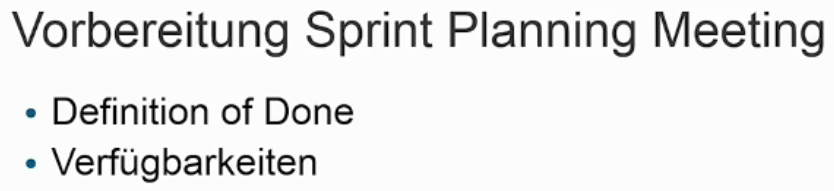 Vorbereitung Sprint Planning Meeting
• Definition of Done
• Verfügbarkeiten